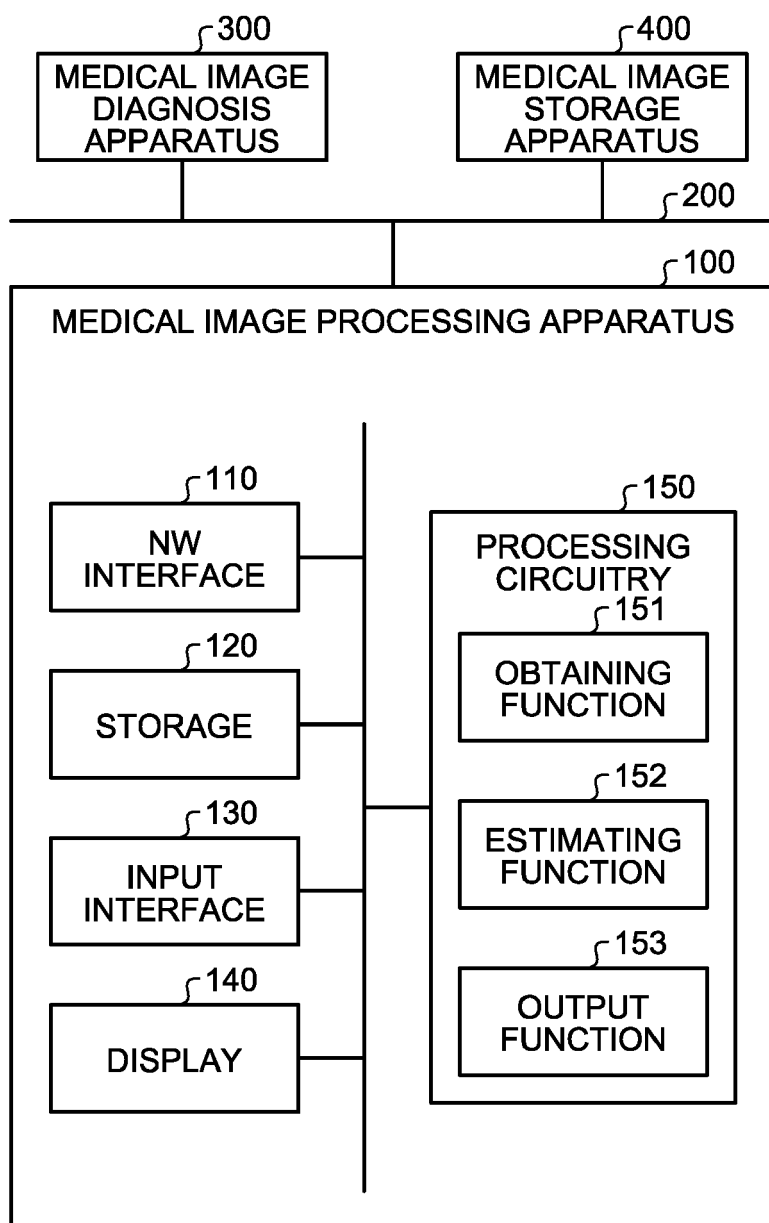 300
MEDICAL IMAGE
DIAGNOSIS
APPARATUS
400
MEDICAL IMAGE
STORAGE
APPARATUS
200
100
MEDICAL IMAGE PROCESSING APPARATUS
110
NW
INTERFACE
120
STORAGE
130
INPUT
INTERFACE
140
DISPLAY
150
PROCESSING
CIRCUITRY
151
OBTAINING
FUNCTION
152
ESTIMATING
FUNCTION
153
OUTPUT
FUNCTION